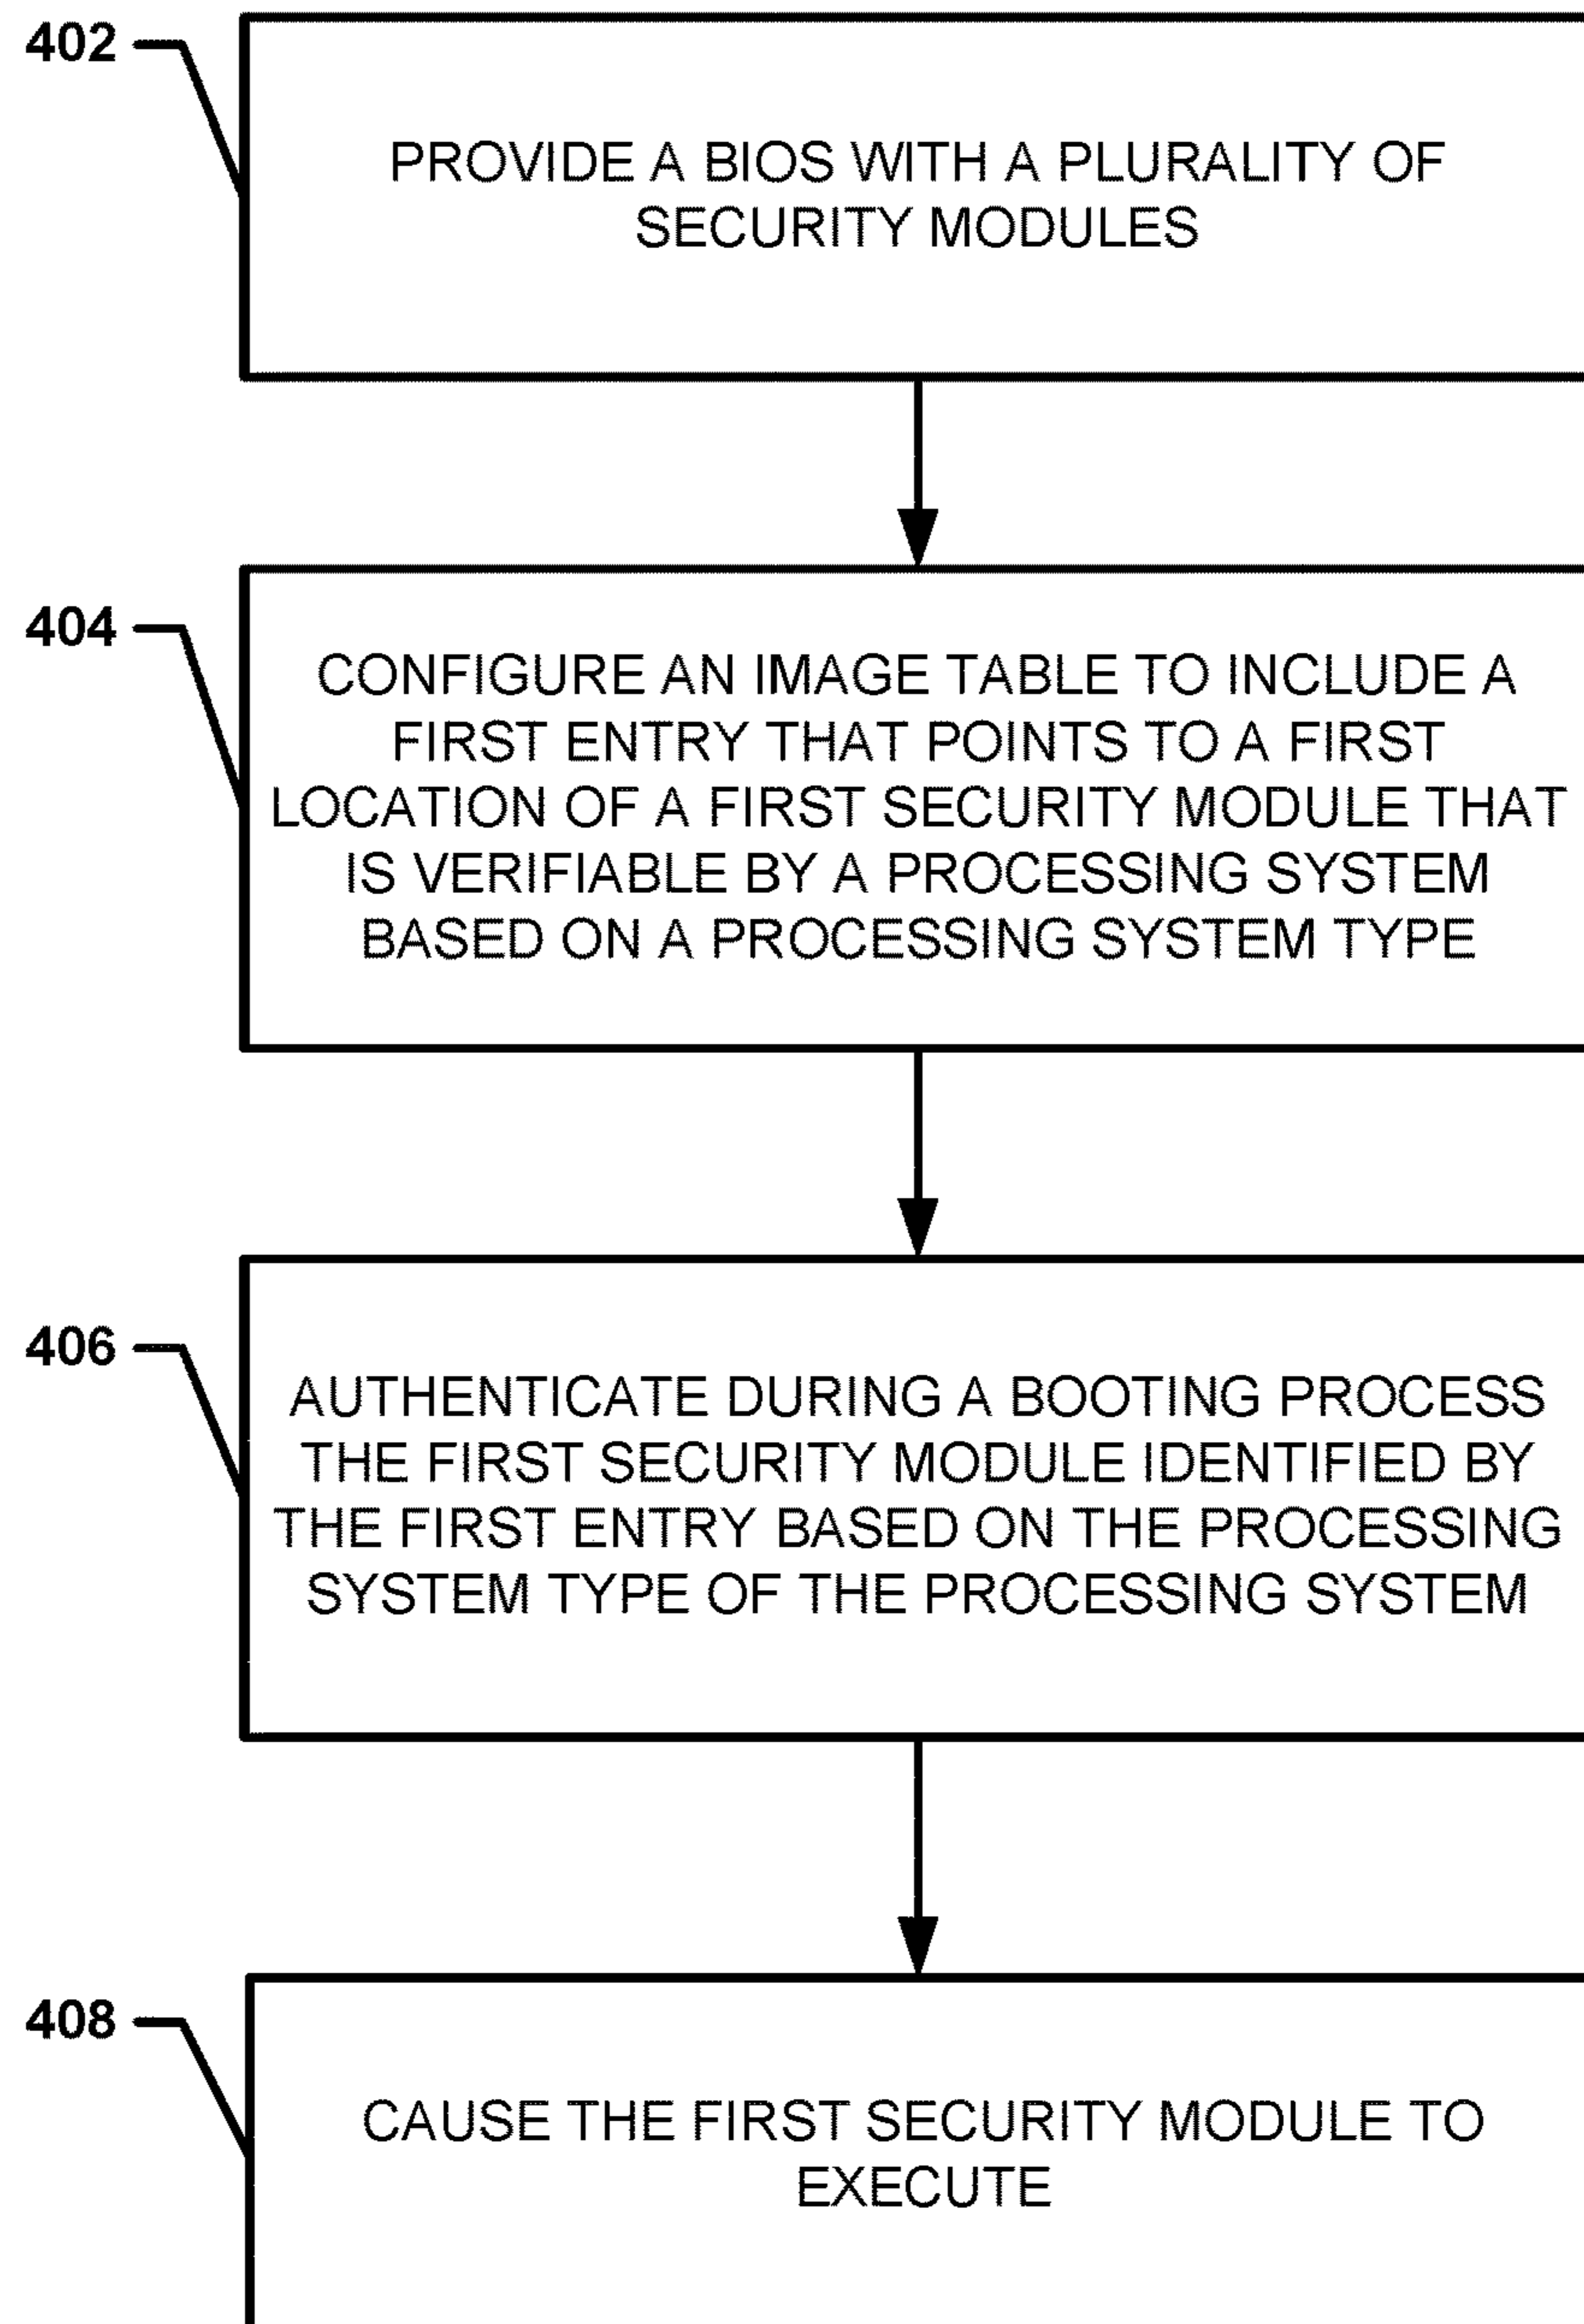 402
PROVIDE A BIOS WITH A PLURALITY OF
SECURITY MODULES
404
CONFIGURE AN IMAGE TABLE TO INCLUDE A
FIRST ENTRY THAT POINTS TO A FIRST
LOCATION OF A FIRST SECURITY MODULE THAT
IS VERIFIABLE BY A PROCESSING SYSTEM
BASED ON A PROCESSING SYSTEM TYPE
406
AUTHENTICATE DURING A BOOTING PROCESS
THE FIRST SECURITY MODULE IDENTIFIED BY
THE FIRST ENTRY BASED ON THE PROCESSING
SYSTEM TYPE OF THE PROCESSING SYSTEM
408
CAUSE THE FIRST SECURITY MODULE TO
EXECUTE